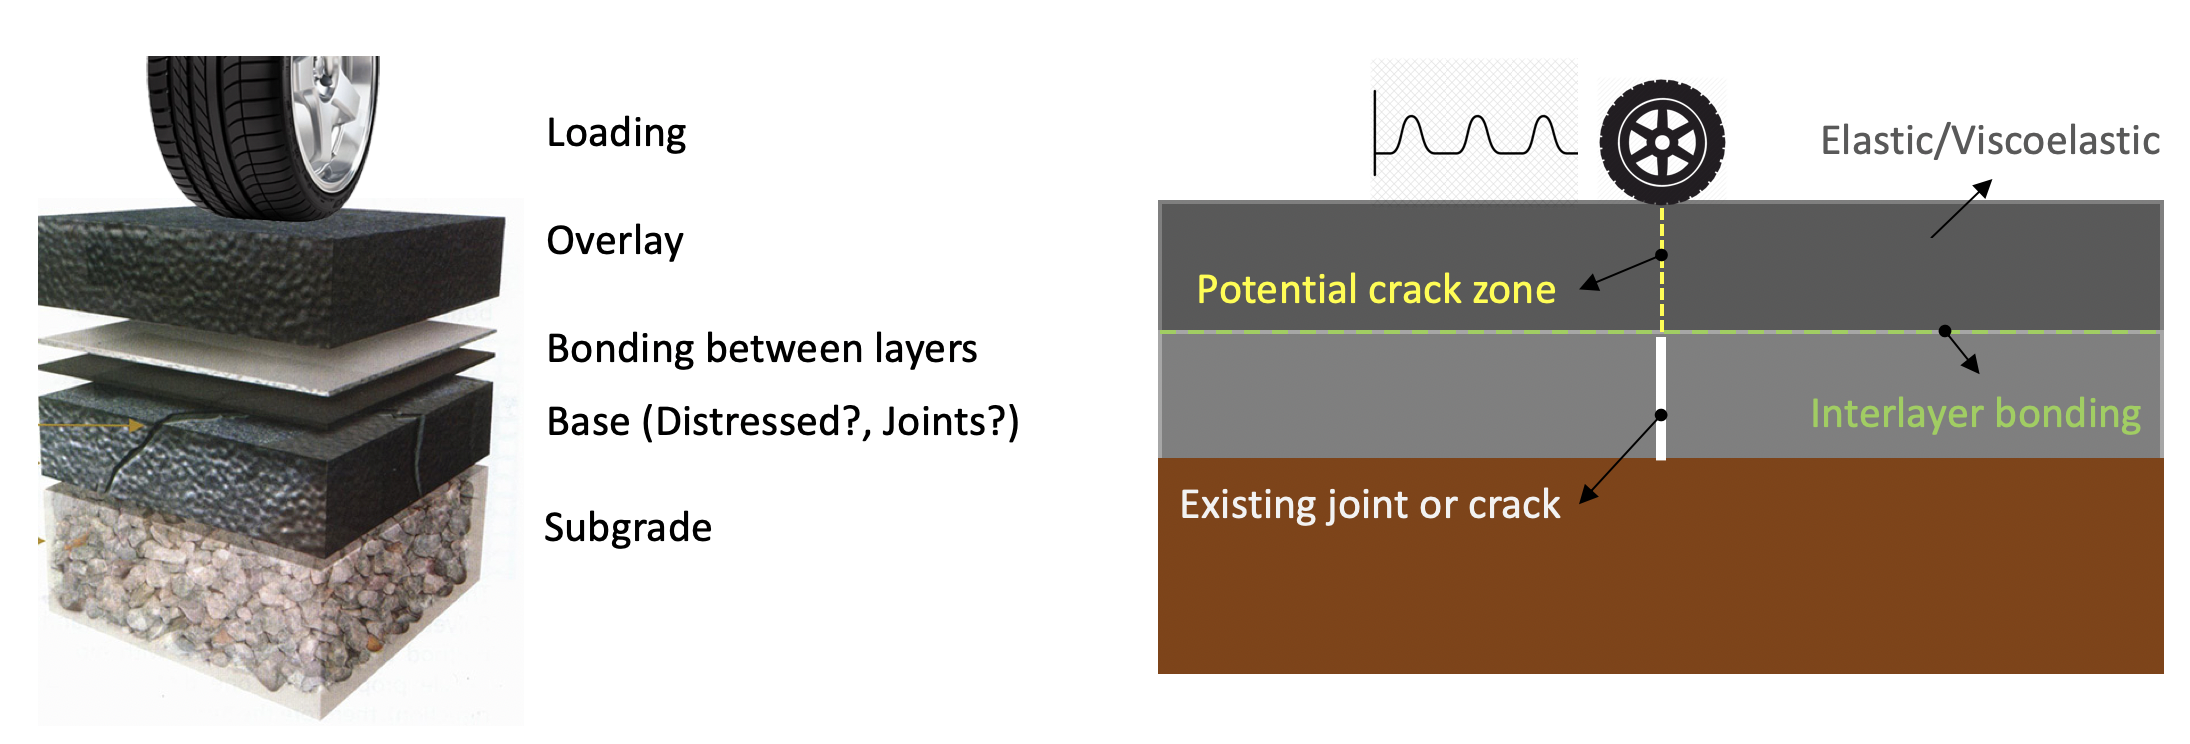 Loading
Overlay
Bonding between layers
Base (Distressed?, Joints?)
Subgrade
Elastic/Viscoelastic
Potential crack zone
Interlayer bonding
Existing joint or crack